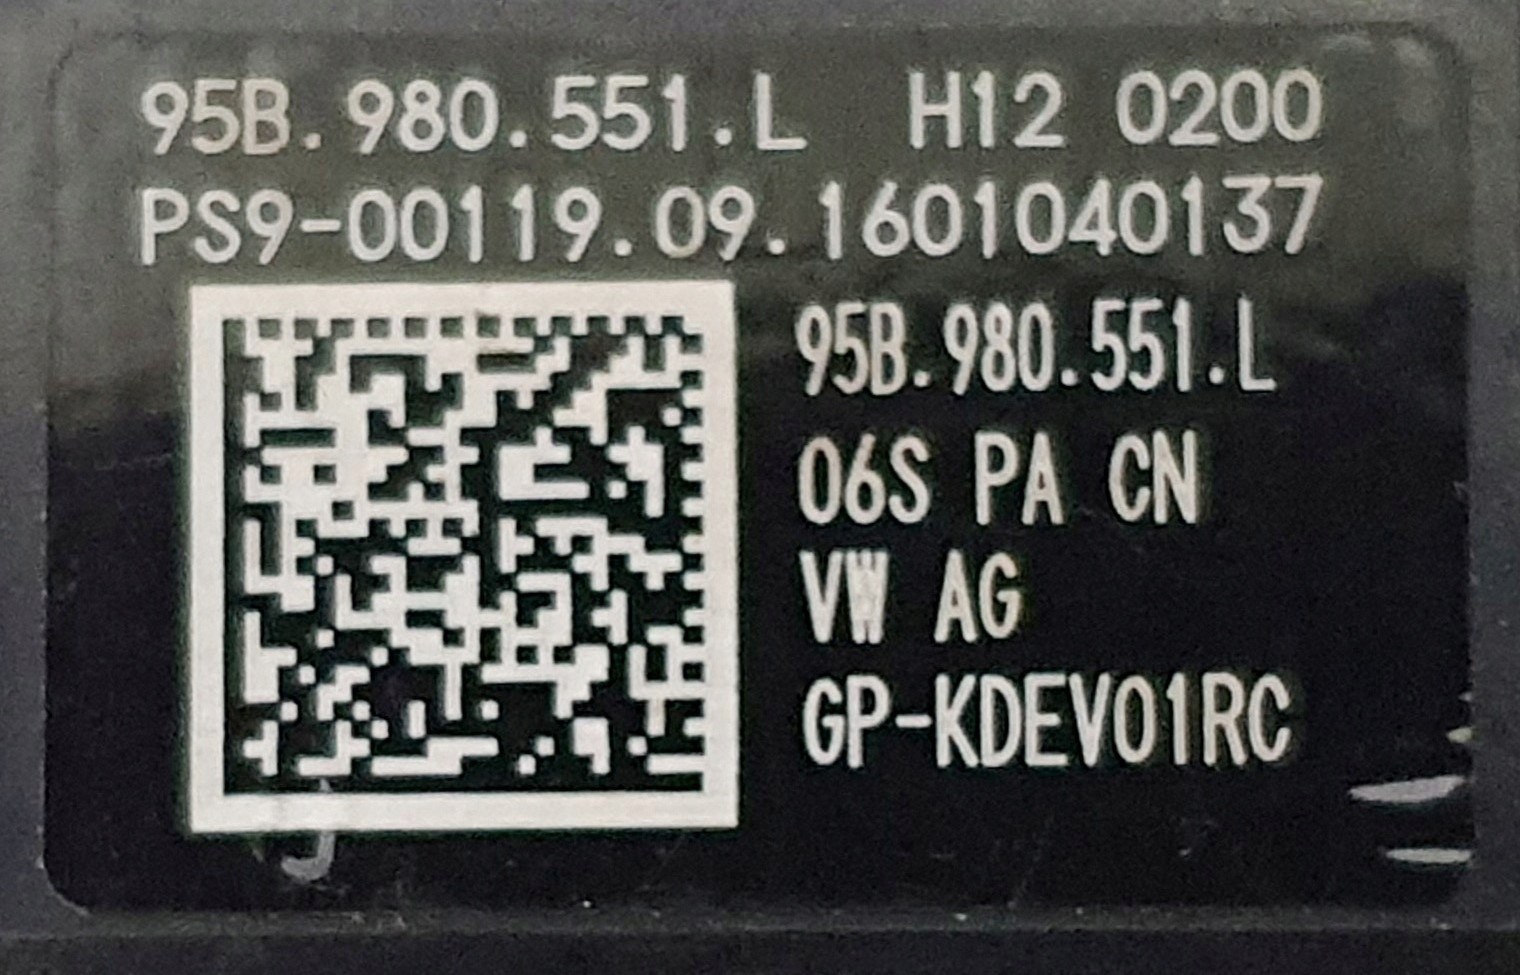 95B.980.551.L H12 0200
PS9-00119.09.1601040137
95B.980.551.L
06S PA CN
VW AG
GP-KDEV01RC